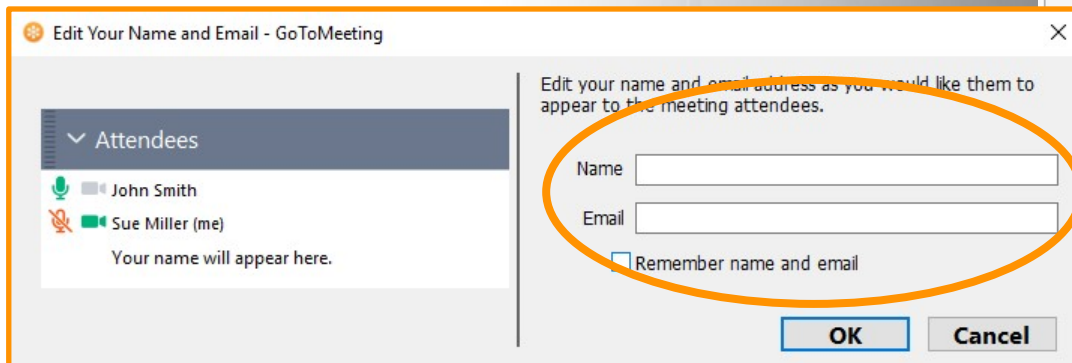 Edit Your Name and Email - GoToMeeting
Attendees
John Smith
Sue Miller (me)
Your name will appear here.
Edit your name and email address as you would like them to
appear to the meeting attendees.
Name
Email
Remember name and email
OK
Cancel